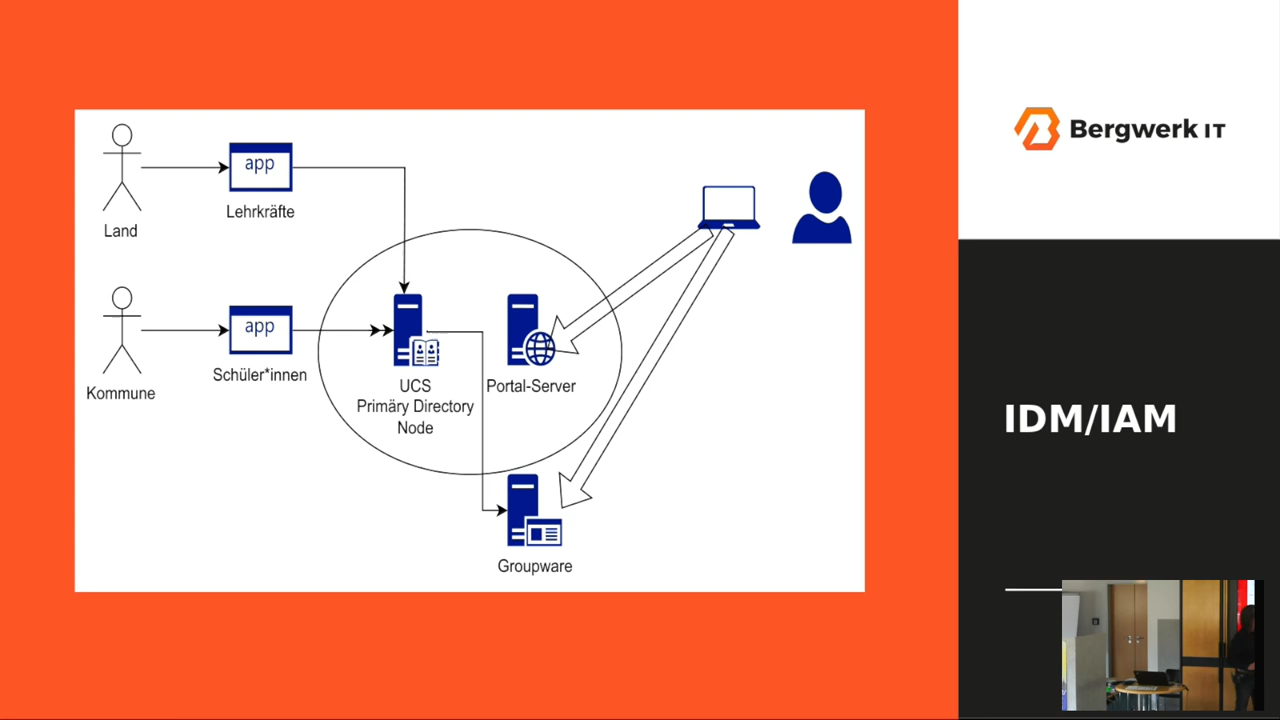 Land
app
Lehrkräfte
Kommune
app
Schüler*innen
UCS
Primäry Directory
Node
Portal-Server
Groupware
Bergwerk IT
IDM/IAM